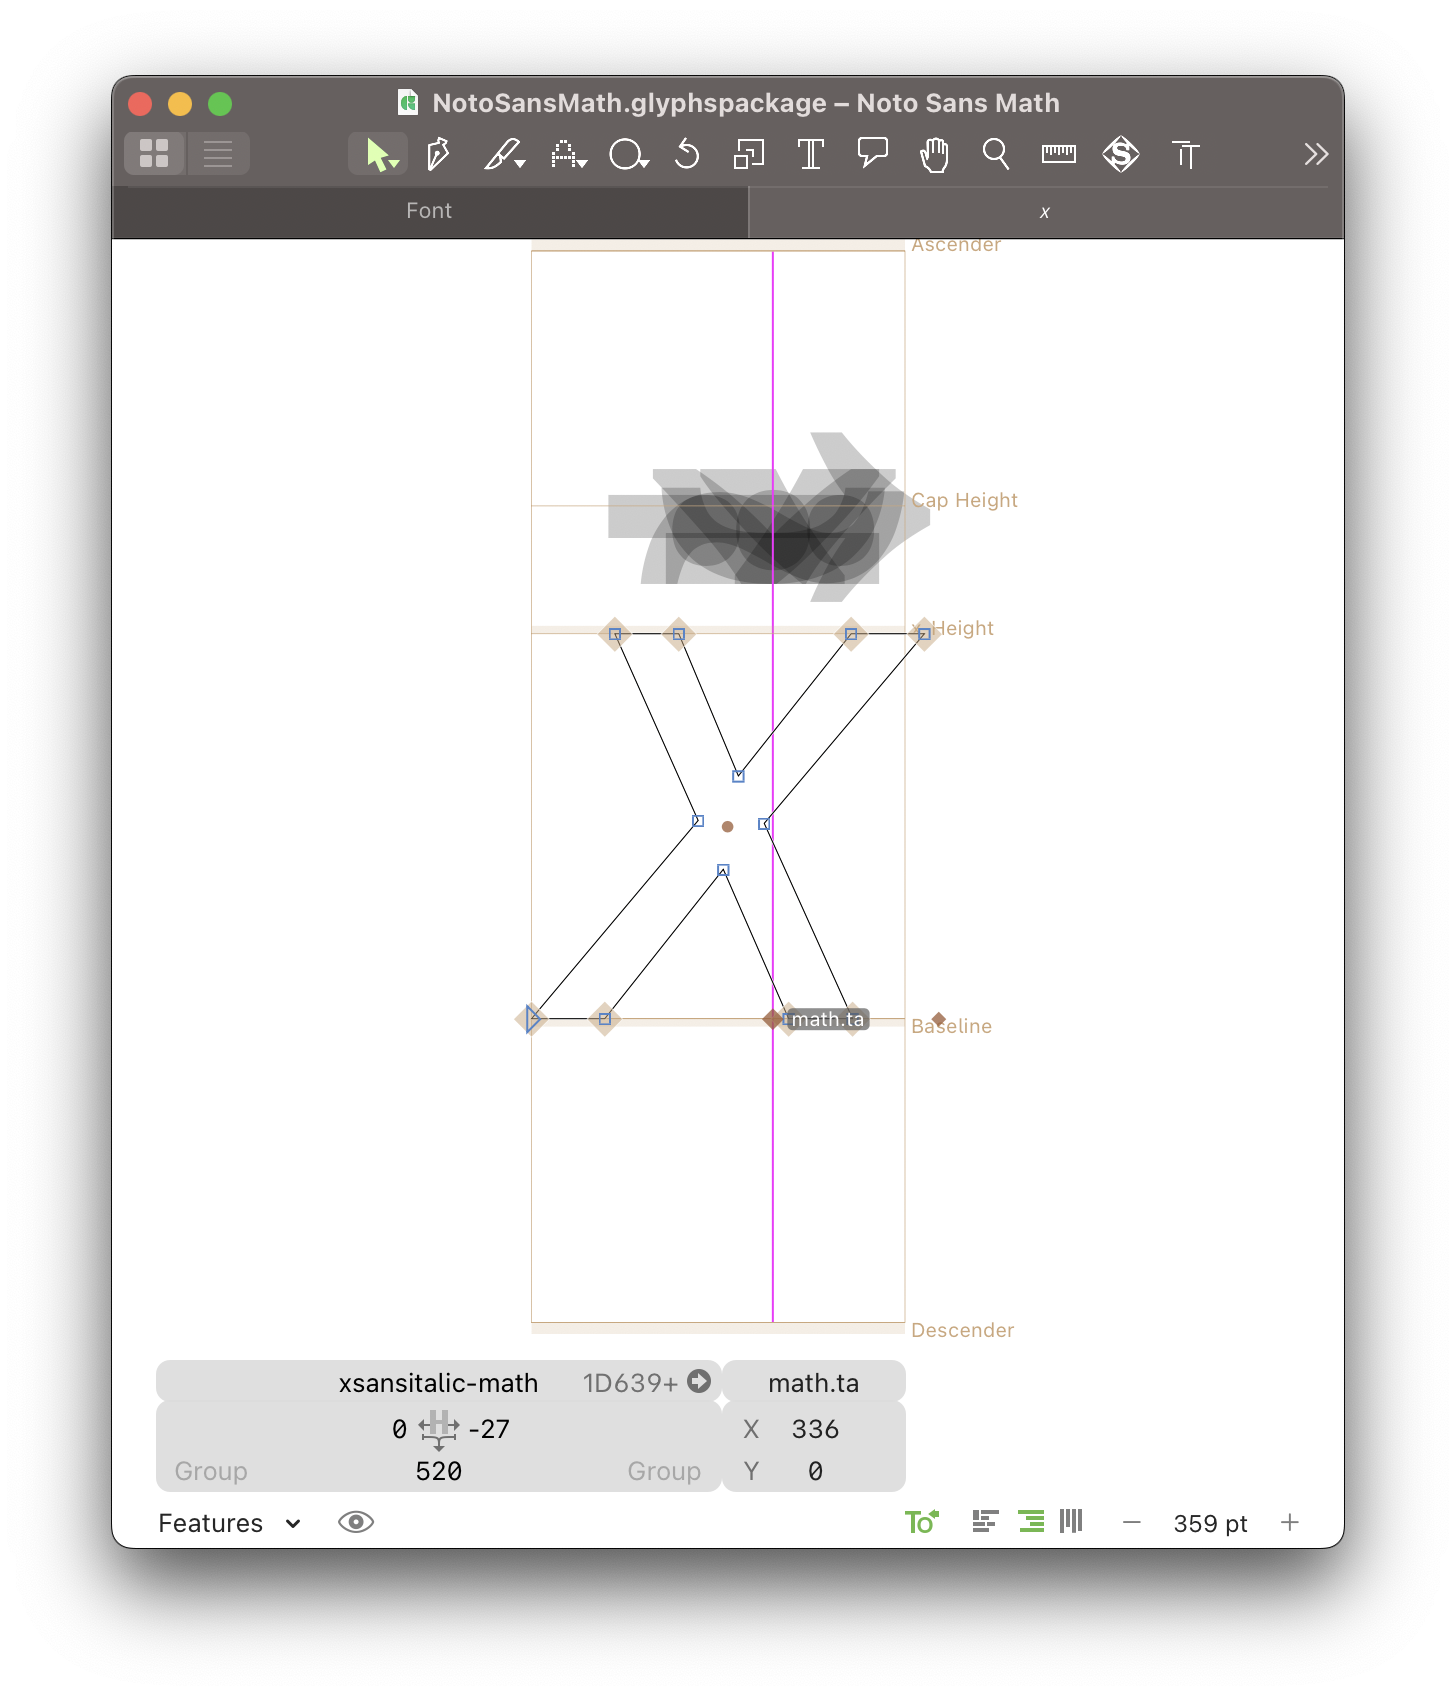 NotoSansMath.glyphspackage – Noto Sans Math
Font
x
Ascender
Cap Height
x-Height
math.ta
Baseline
Descender
xsansitalic-math 1D639+ math.ta
0 H -27 X 336
Group 520 Group Y 0
Features To 359 pt